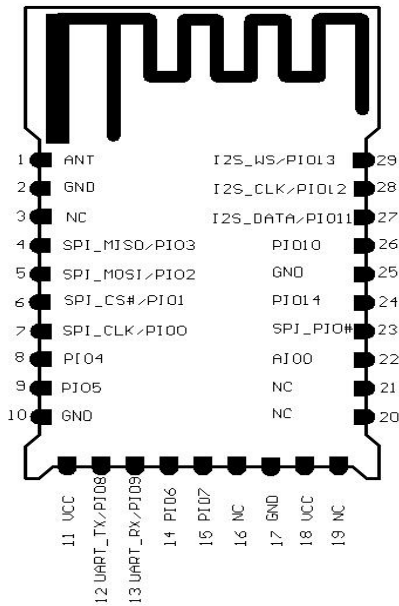 1 ANT I2S_WS/PIO13 29
2 GND I2S_CLK/PIO12 28
3 NC I2S_DATA/PIO11 27
4 SPI_MISO/PIO3 PIO10 26
5 SPI_MOSI/PIO2 GND 25
6 SPI_CS#/PIO1 PIO14 24
7 SPI_CLK/PIO0 SPI_PIO# 23
8 PIO4 AIO0 22
9 PIO5 NC 21
10 GND NC 20
11 VCC
12 UART_TX/PIO8
13 UART_RX/PIO9
14 PIO6
15 PIO7
16 NC
17 GND
18 VCC
19 NC